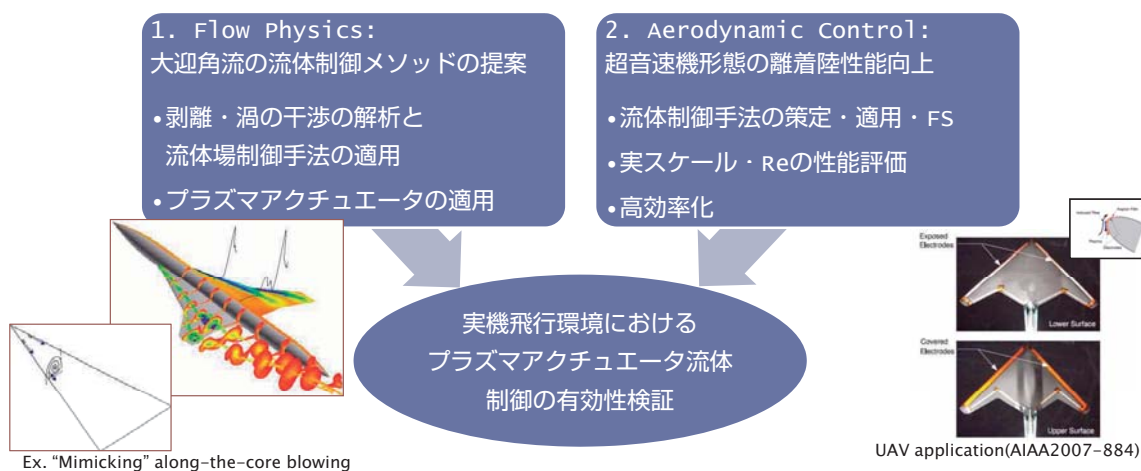 1. Flow Physics:
大迎角流の流体制御メソッドの提案
•剥離・渦の干渉の解析と
流体場制御手法の適用
•プラズマアクチュエータの適用
2. Aerodynamic Control:
超音速機形態の離着陸性能向上
•流体制御手法の策定・適用・FS
•実スケール・Reの性能評価
•高効率化
実機飛行環境における
プラズマアクチュエータ流体
制御の有効性検証
Ex. “Mimicking” along-the-core blowing
Exposed
Electrodes
Lower Surface
Covered
Electrodes
Upper Surface
UAV application(AIAA2007-884)